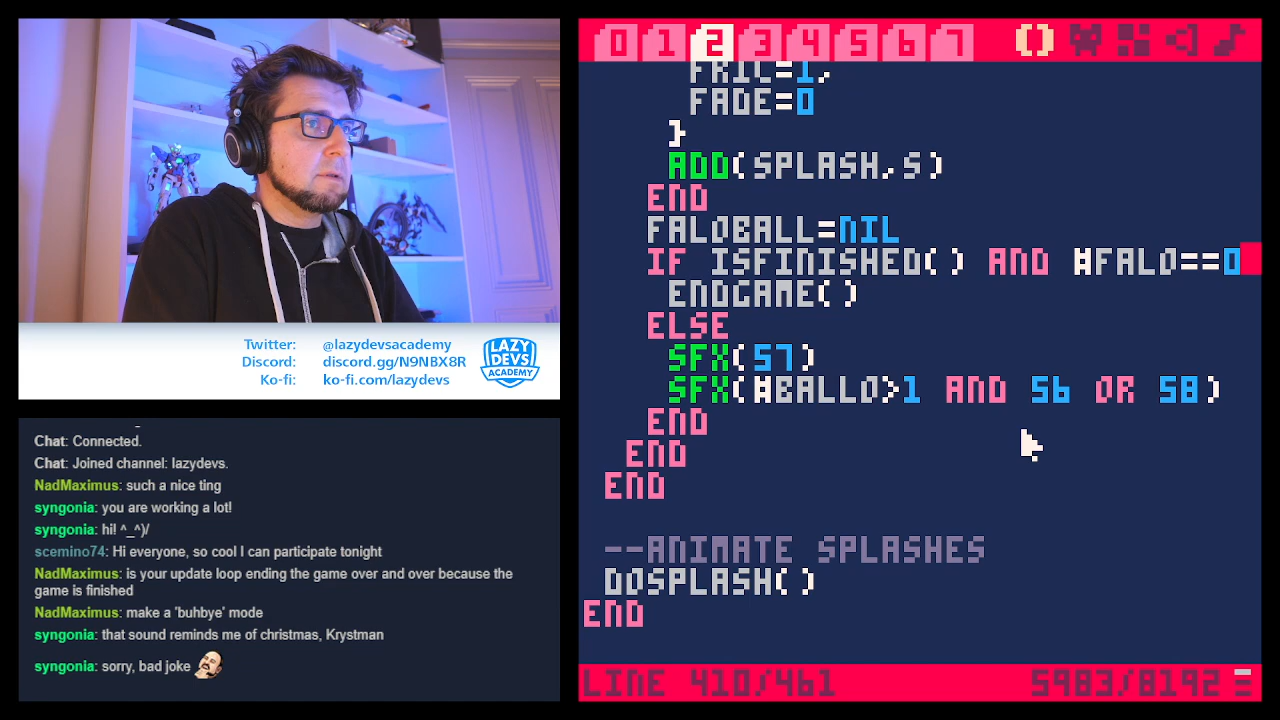 Twitter: @lazydevsacademy
Discord: discord.gg/N9NBX8R
Ko-fi: ko-fi.com/lazydevs
LAZY
DEVS
ACADEMY
Chat: Connected.
Chat: Joined channel: lazydevs.
NadMaximus: such a nice ting
syngonia: you are working a lot!
syngonia: hi! ^_^)/
scemino74: Hi everyone, so cool I can participate tonight
NadMaximus: is your update loop ending the game over and over because the
game is finished
NadMaximus: make a 'buhbye' mode
syngonia: that sound reminds me of christmas, Krystman
syngonia: sorry, bad joke
0 1 2 3 4 5 6 7 ()
FRIC=1,
FADE=0
}
ADD(SPLASH,S)
END
FALOBALL=NIL
IF ISFINISHED() AND #FALO==0
ENDGAME()
ELSE
SFX(57)
SFX(#BALLO>1 AND 56 OR 58)
END
END
END
--ANIMATE SPLASHES
DOSPLASH()
END
LINE 410/461 5983/8192